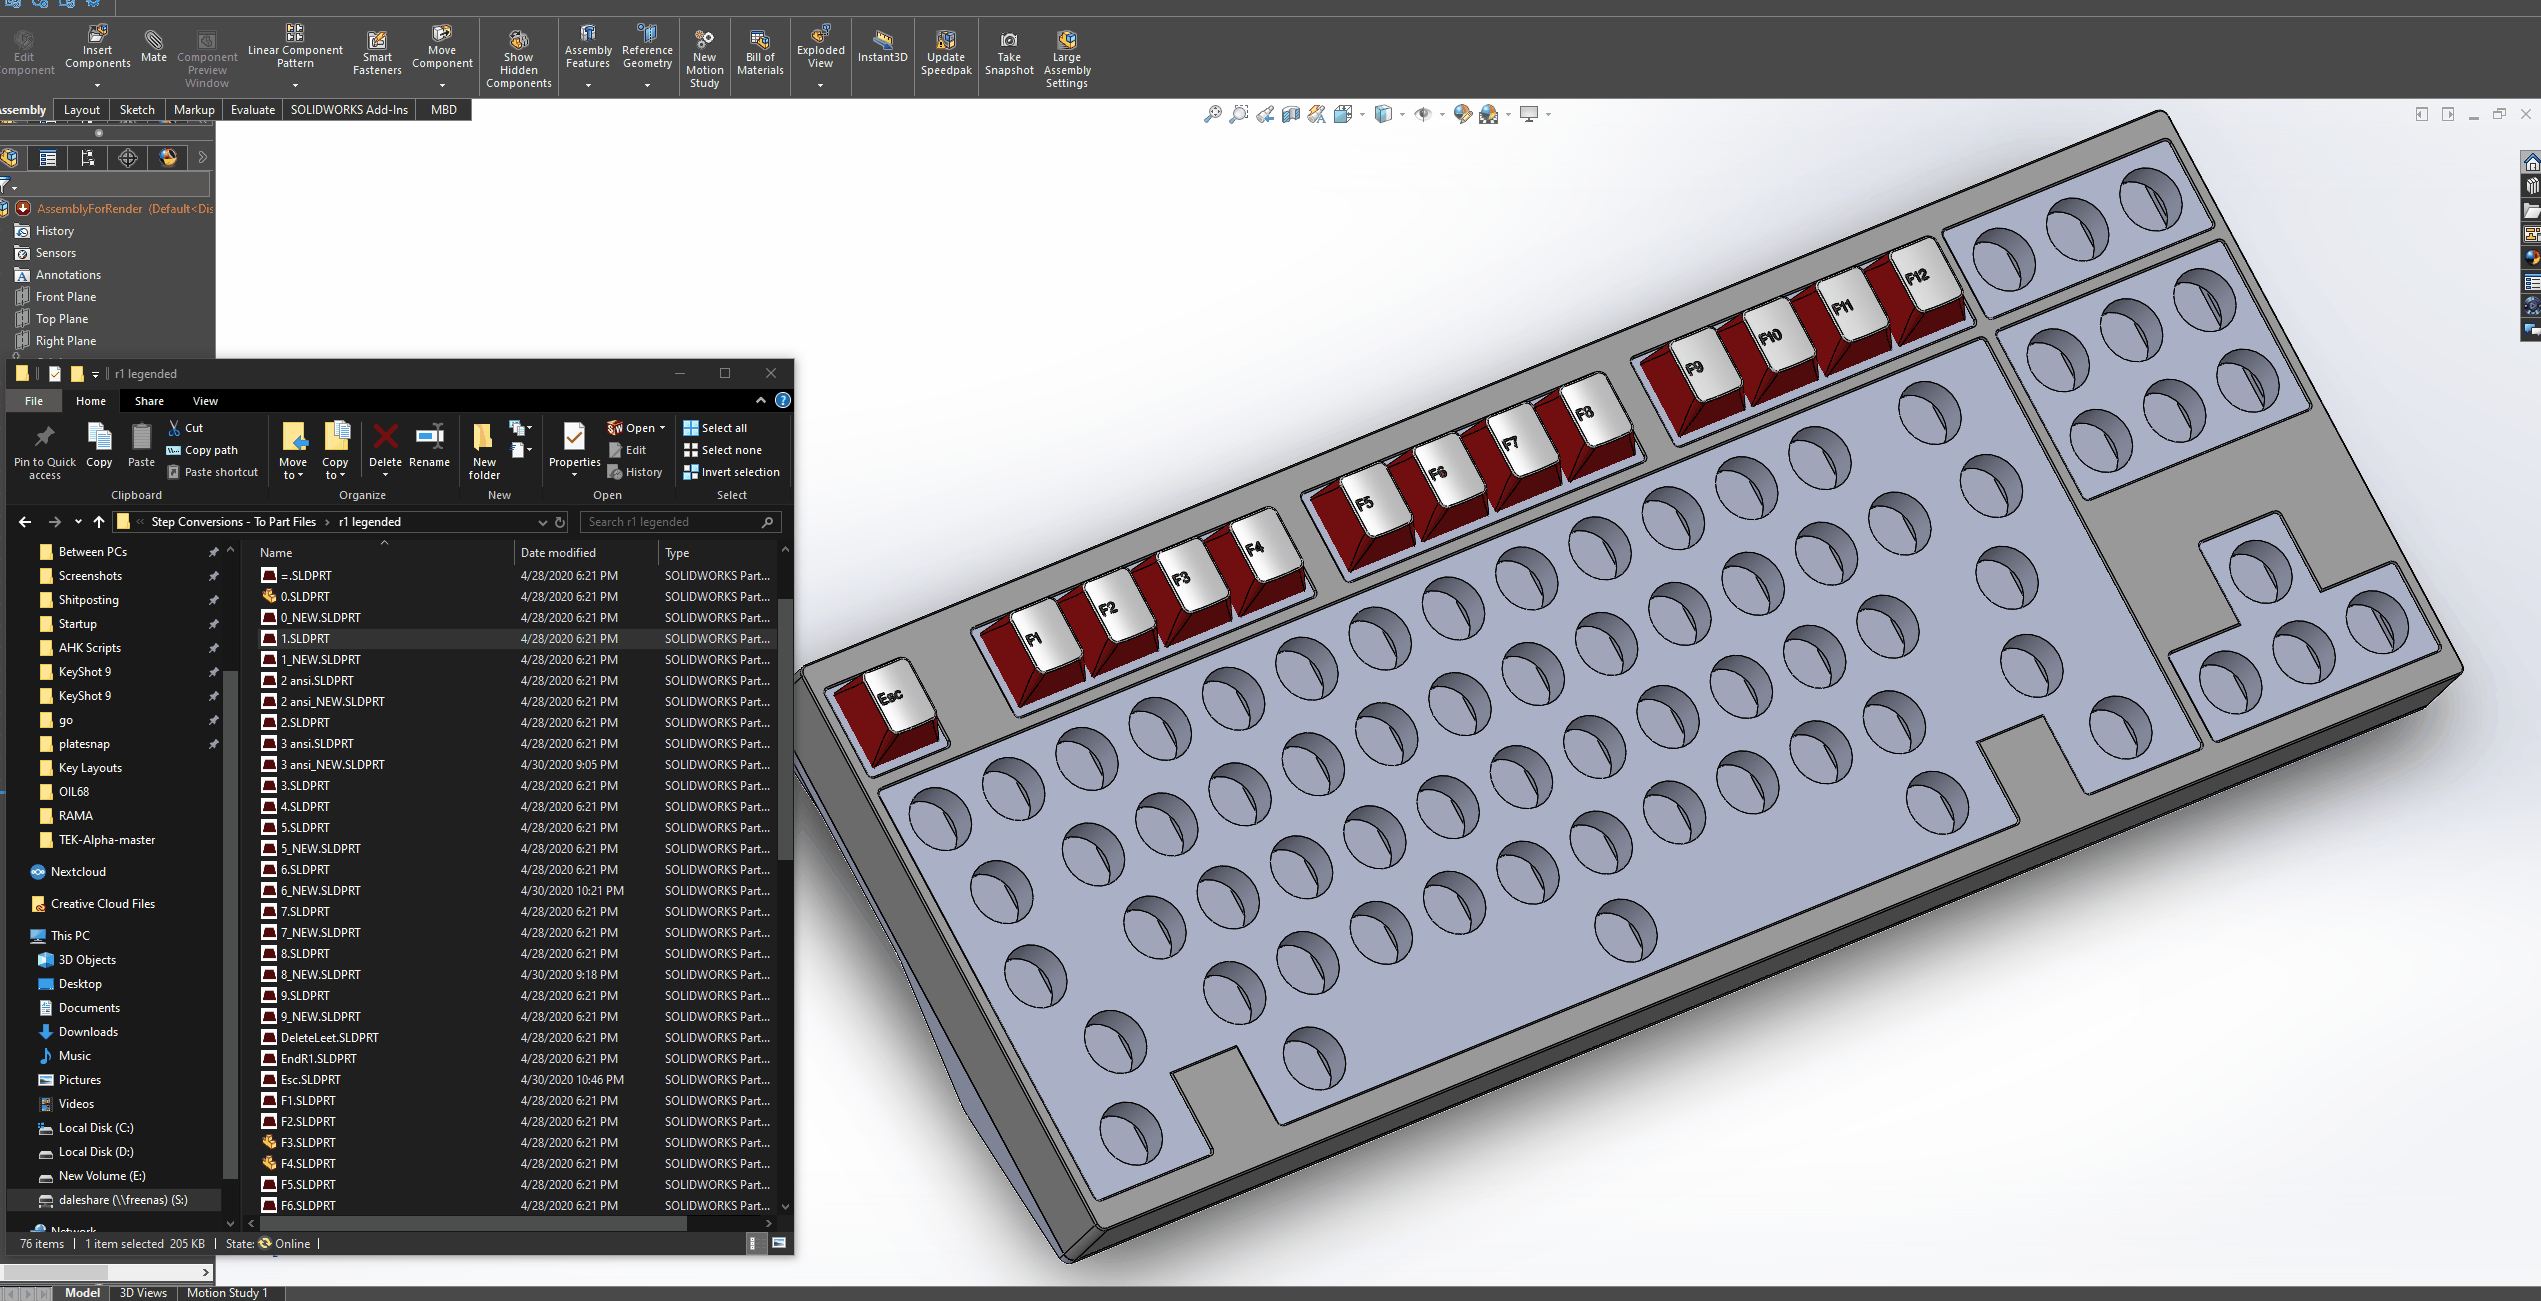 Edit Component
Insert Components
Mate
Component Preview Window
Linear Component Pattern
Smart Fasteners
Move Component
Show Hidden Components
Assembly Features
Reference Geometry
New Motion Study
Bill of Materials
Exploded View
Instant3D
Update Speedpak
Take Snapshot
Large Assembly Settings
Assembly
Layout
Sketch
Markup
Evaluate
SOLIDWORKS Add-Ins
MBD
AssemblyForRender (Default<Dis
History
Sensors
Annotations
Front Plane
Top Plane
Right Plane
r1 legended
File
Home
Share
View
Pin to Quick access
Copy
Paste
Cut
Copy path
Paste shortcut
Clipboard
Move to
Copy to
Delete
Rename
Organize
New folder
New
Properties
Open
Edit
History
Open
Select all
Select none
Invert selection
Select
« Step Conversions - To Part Files › r1 legended
Search r1 legended
Between PCs
Screenshots
Shitposting
Startup
AHK Scripts
KeyShot 9
KeyShot 9
go
platesnap
Key Layouts
OIL68
RAMA
TEK-Alpha-master
Nextcloud
Creative Cloud Files
This PC
3D Objects
Desktop
Documents
Downloads
Music
Pictures
Videos
Local Disk (C:)
Local Disk (D:)
New Volume (E:)
daleshare (\\freenas) (S:)
Network
Name Date modified Type
=.SLDPRT 4/28/2020 6:21 PM SOLIDWORKS Part...
0.SLDPRT 4/28/2020 6:21 PM SOLIDWORKS Part...
0_NEW.SLDPRT 4/28/2020 6:21 PM SOLIDWORKS Part...
1.SLDPRT 4/28/2020 6:21 PM SOLIDWORKS Part...
1_NEW.SLDPRT 4/28/2020 6:21 PM SOLIDWORKS Part...
2 ansi.SLDPRT 4/28/2020 6:21 PM SOLIDWORKS Part...
2 ansi_NEW.SLDPRT 4/28/2020 6:21 PM SOLIDWORKS Part...
2.SLDPRT 4/28/2020 6:21 PM SOLIDWORKS Part...
3 ansi.SLDPRT 4/28/2020 6:21 PM SOLIDWORKS Part...
3 ansi_NEW.SLDPRT 4/30/2020 9:05 PM SOLIDWORKS Part...
3.SLDPRT 4/28/2020 6:21 PM SOLIDWORKS Part...
4.SLDPRT 4/28/2020 6:21 PM SOLIDWORKS Part...
5.SLDPRT 4/28/2020 6:21 PM SOLIDWORKS Part...
5_NEW.SLDPRT 4/28/2020 6:21 PM SOLIDWORKS Part...
6.SLDPRT 4/28/2020 6:21 PM SOLIDWORKS Part...
6_NEW.SLDPRT 4/30/2020 10:21 PM SOLIDWORKS Part...
7.SLDPRT 4/28/2020 6:21 PM SOLIDWORKS Part...
7_NEW.SLDPRT 4/28/2020 6:21 PM SOLIDWORKS Part...
8.SLDPRT 4/28/2020 6:21 PM SOLIDWORKS Part...
8_NEW.SLDPRT 4/30/2020 9:18 PM SOLIDWORKS Part...
9.SLDPRT 4/28/2020 6:21 PM SOLIDWORKS Part...
9_NEW.SLDPRT 4/28/2020 6:21 PM SOLIDWORKS Part...
DeleteLeet.SLDPRT 4/28/2020 6:21 PM SOLIDWORKS Part...
EndR1.SLDPRT 4/28/2020 6:21 PM SOLIDWORKS Part...
Esc.SLDPRT 4/30/2020 10:46 PM SOLIDWORKS Part...
F1.SLDPRT 4/28/2020 6:21 PM SOLIDWORKS Part...
F2.SLDPRT 4/28/2020 6:21 PM SOLIDWORKS Part...
F3.SLDPRT 4/28/2020 6:21 PM SOLIDWORKS Part...
F4.SLDPRT 4/28/2020 6:21 PM SOLIDWORKS Part...
F5.SLDPRT 4/28/2020 6:21 PM SOLIDWORKS Part...
F6.SLDPRT 4/28/2020 6:21 PM SOLIDWORKS Part...
76 items | 1 item selected 205 KB | State: Online |
Esc
F1
F2
F3
F4
F5
F6
F7
F8
F9
F10
F11
F12
Model
3D Views
Motion Study 1